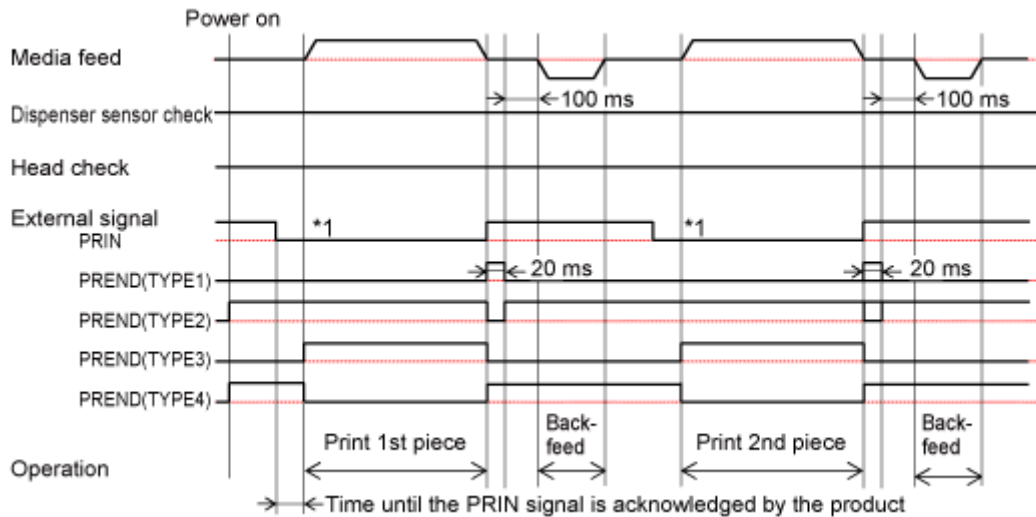 Power on
Media feed
100 ms
100 ms
Dispenser sensor check
Head check
External signal
PRIN
*1
*1
PREND(TYPE1)
20 ms
20 ms
PREND(TYPE2)
PREND(TYPE3)
PREND(TYPE4)
Operation
Print 1st piece
Back-
feed
Print 2nd piece
Back-
feed
Time until the PRIN signal is acknowledged by the product